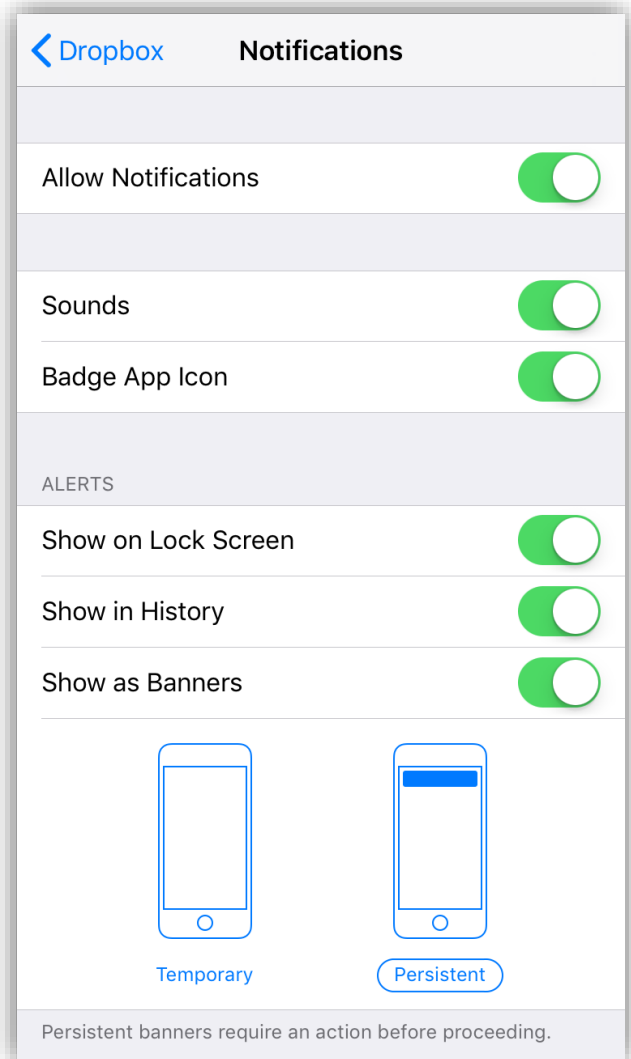 Dropbox Notifications
Allow Notifications
Sounds
Badge App Icon
ALERTS
Show on Lock Screen
Show in History
Show as Banners
Temporary Persistent
Persistent banners require an action before proceeding.